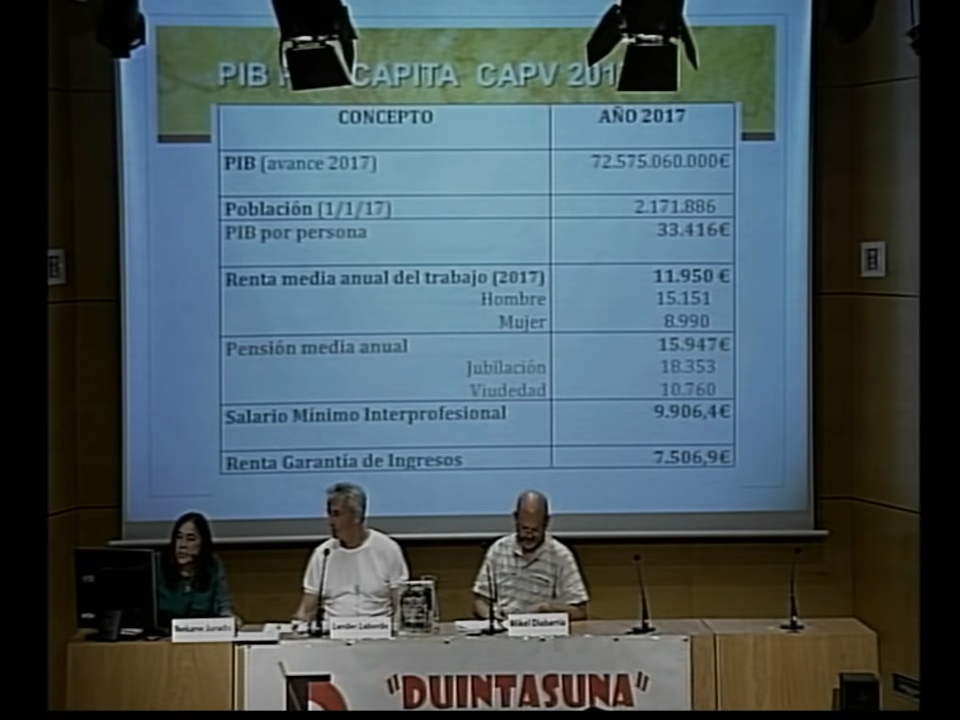 PIB CAPITA CAPV 201
CONCEPTO AÑO 2017
PIB (avance 2017) 72.575.060.000€
Población (1/1/17) 2.171.886
PIB por persona 33.416€
Renta media anual del trabajo (2017) 11.950 €
Hombre 15.151
Mujer 8.990
Pensión media anual 15.947€
Jubilación 18.353
Viudedad 10.760
Salario Mínimo Interprofesional 9.906,4€
Renta Garantía de Ingresos 7.506,9€
Lander
Mikel
"DUINTASUNA"